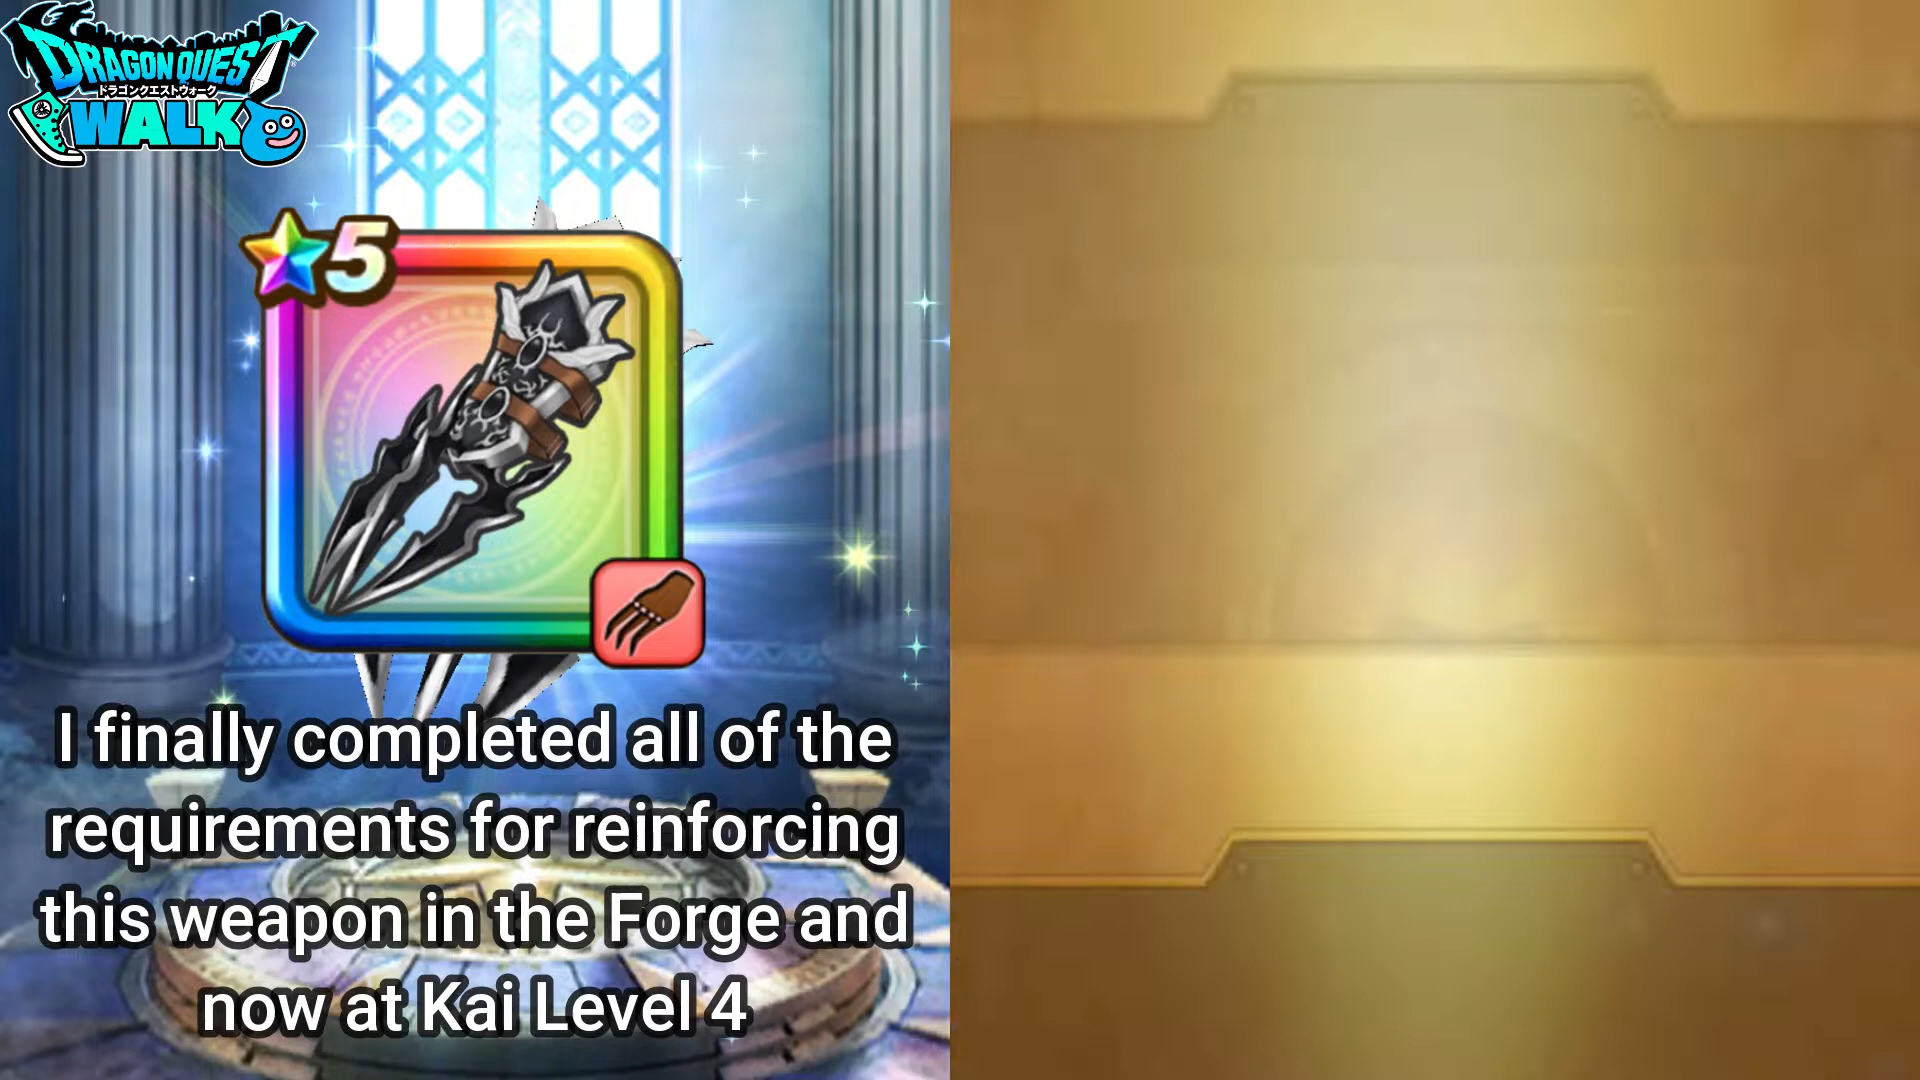 DRAGON QUEST
ドラゴンクエストウォーク
WALK
5
I finally completed all of the
requirements for reinforcing
this weapon in the Forge and
now at Kai Level 4